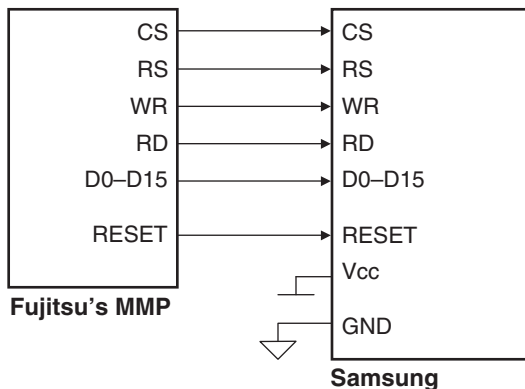 CS
RS
WR
RD
D0–D15
RESET
Fujitsu's MMP
CS
RS
WR
RD
D0–D15
RESET
Vcc
GND
Samsung